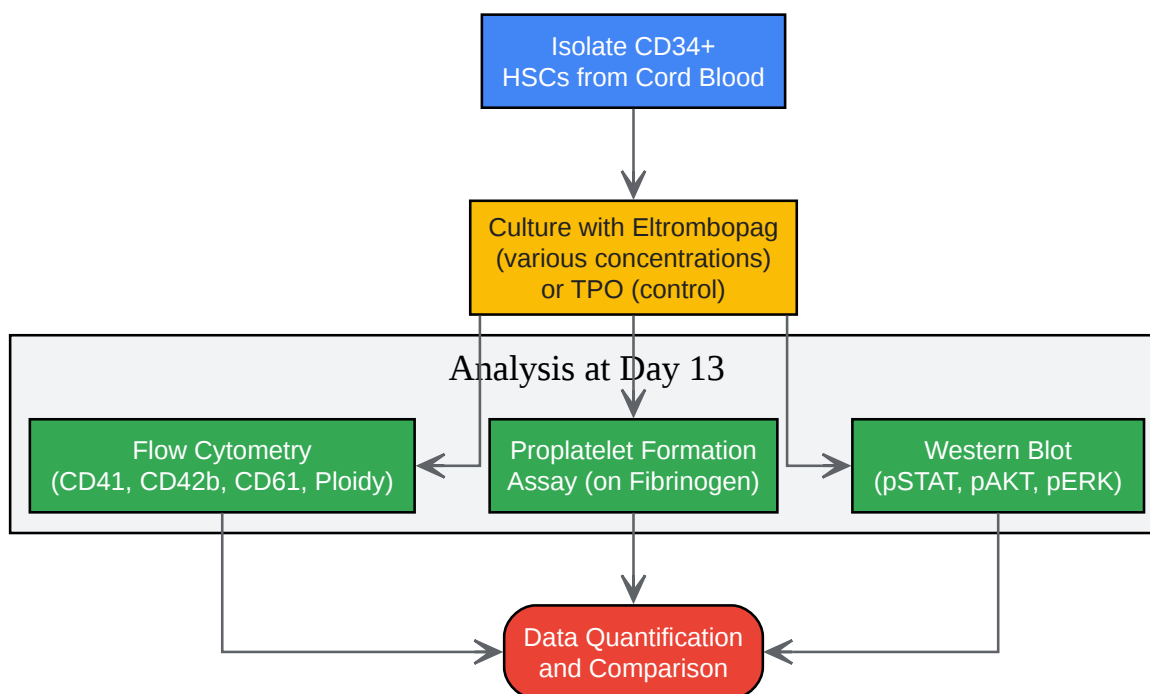 Isolate CD34+
HSCs from Cord Blood
Culture with Eltrombopag
(various concentrations)
or TPO (control)
Analysis at Day 13
Flow Cytometry
(CD41, CD42b, CD61, Ploidy)
Proplatelet Formation
Assay (on Fibrinogen)
Western Blot
(pSTAT, pAKT, pERK)
Data Quantification
and Comparison